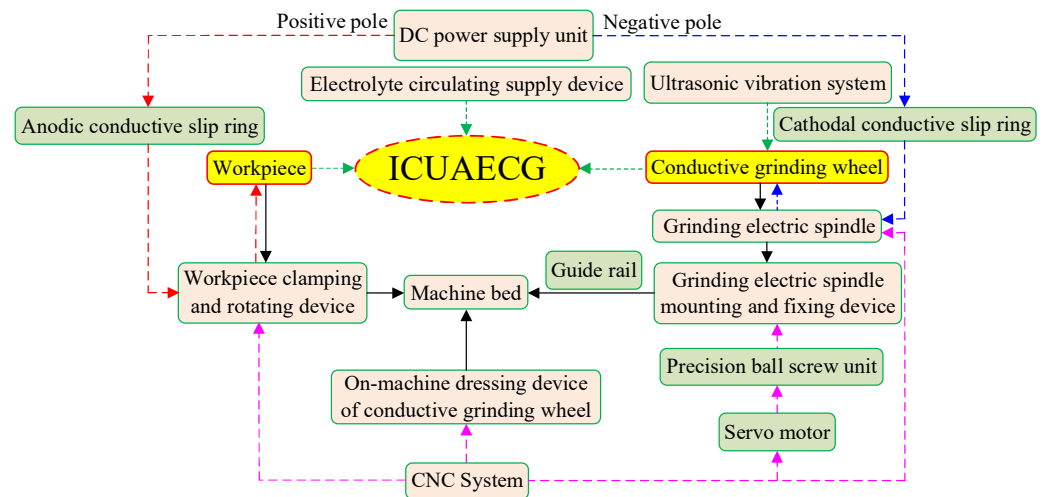 Positive pole
DC power supply unit
Negative pole
Electrolyte circulating supply device
Ultrasonic vibration system
Anodic conductive slip ring
Cathodal conductive slip ring
Workpiece
ICUAECG
Conductive grinding wheel
Grinding electric spindle
Workpiece clamping
and rotating device
Machine bed
Guide rail
Grinding electric spindle
mounting and fixing device
On-machine dressing device
of conductive grinding wheel
Precision ball screw unit
Servo motor
CNC System